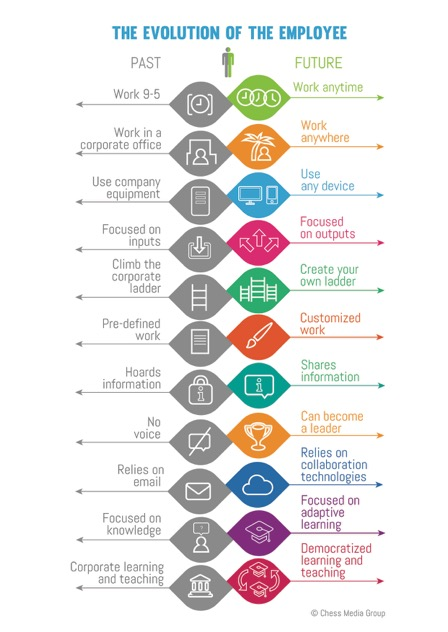 THE EVOLUTION OF THE EMPLOYEE
PAST
FUTURE
Work 9-5
Work anytime
Work in a
corporate office
Work
anywhere
Use company
equipment
Use
any device
Focused on
inputs
Focused
on outputs
Climb the
corporate
ladder
Create your
own ladder
Pre-defined
work
Customized
work
Hoards
information
Shares
information
No
voice
Can become
a leader
Relies on
email
Relies on
collaboration
technologies
Focused on
knowledge
Focused on
adaptive
learning
Corporate learning
and teaching
Democratized
learning and
teaching
© Chess Media Group